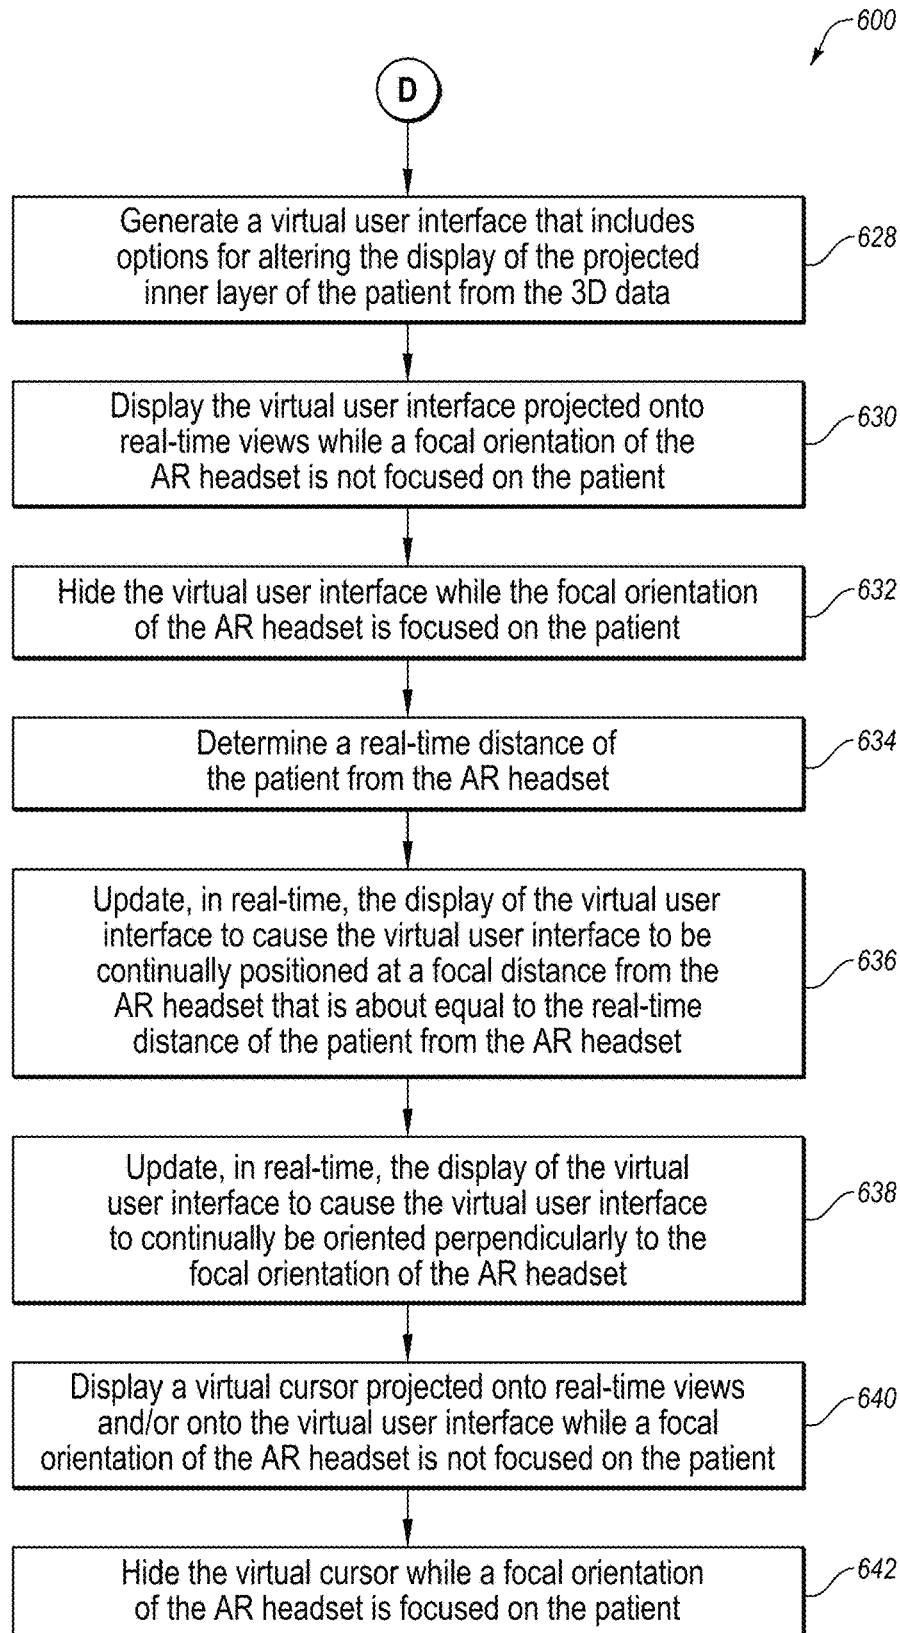 600
D
Generate a virtual user interface that includes
options for altering the display of the projected
inner layer of the patient from the 3D data
628
Display the virtual user interface projected onto
real-time views while a focal orientation of the
AR headset is not focused on the patient
630
Hide the virtual user interface while the focal orientation
of the AR headset is focused on the patient
632
Determine a real-time distance of
the patient from the AR headset
634
Update, in real-time, the display of the virtual user
interface to cause the virtual user interface to be
continually positioned at a focal distance from the
AR headset that is about equal to the real-time
distance of the patient from the AR headset
636
Update, in real-time, the display of the virtual
user interface to cause the virtual user interface
to continually be oriented perpendicularly to the
focal orientation of the AR headset
638
Display a virtual cursor projected onto real-time views
and/or onto the virtual user interface while a focal
orientation of the AR headset is not focused on the patient
640
Hide the virtual cursor while a focal orientation
of the AR headset is focused on the patient
642